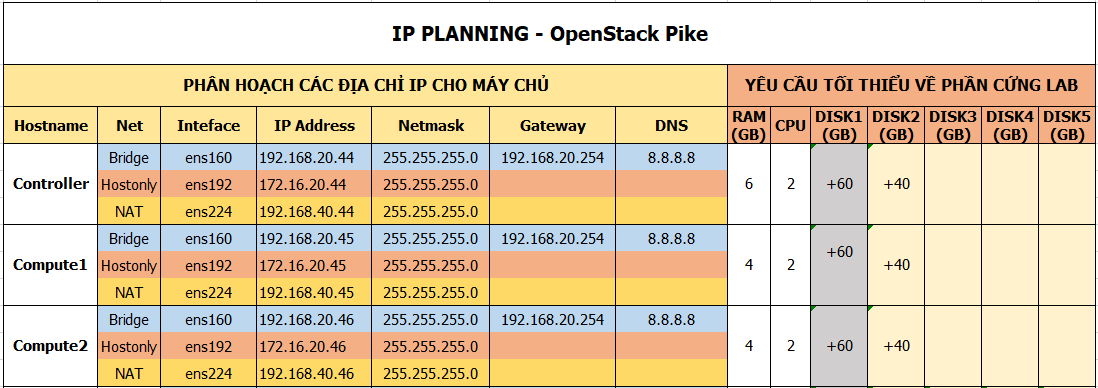 IP PLANNING - OpenStack Pike
PHÂN HOẠCH CÁC ĐỊA CHỈ IP CHO MÁY CHỦ YÊU CẦU TỐI THIỂU VỀ PHẦN CỨNG LAB
Hostname Net Inteface IP Address Netmask Gateway DNS RAM (GB) CPU DISK1 (GB) DISK2 (GB) DISK3 (GB) DISK4 (GB) DISK5 (GB)
Controller Bridge ens160 192.168.20.44 255.255.255.0 192.168.20.254 8.8.8.8 6 2 +60 +40
Hostonly ens192 172.16.20.44 255.255.255.0
NAT ens224 192.168.40.44 255.255.255.0
Compute1 Bridge ens160 192.168.20.45 255.255.255.0 192.168.20.254 8.8.8.8 4 2 +60 +40
Hostonly ens192 172.16.20.45 255.255.255.0
NAT ens224 192.168.40.45 255.255.255.0
Compute2 Bridge ens160 192.168.20.46 255.255.255.0 192.168.20.254 8.8.8.8 4 2 +60 +40
Hostonly ens192 172.16.20.46 255.255.255.0
NAT ens224 192.168.40.46 255.255.255.0